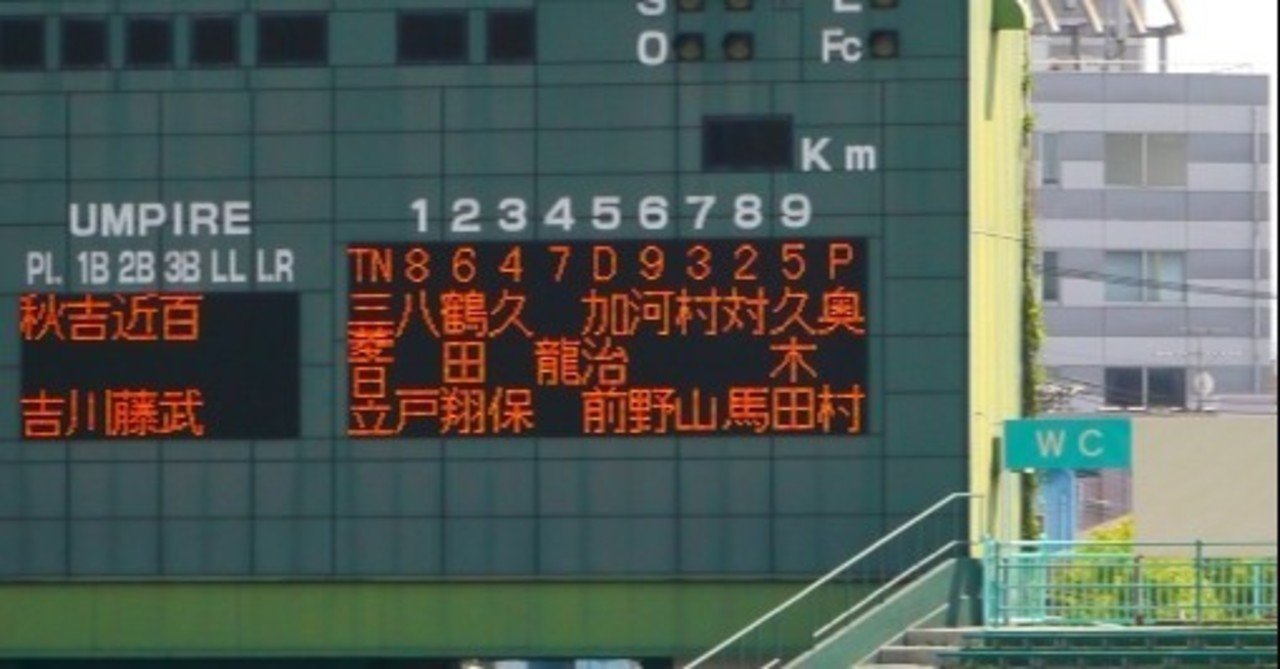 S
O
Fc
Km
UMPIRE
PL 1B 2B 3B LL LR
秋吉
吉川
近藤
百武
1 2 3 4 5 6 7 8 9
TN 8 6 4 7 D 9 3 2 5 P
三菱日立
八戸
鶴田翔
久保
龍
加治前
河野
村山
対馬
久木田
奥村
WC